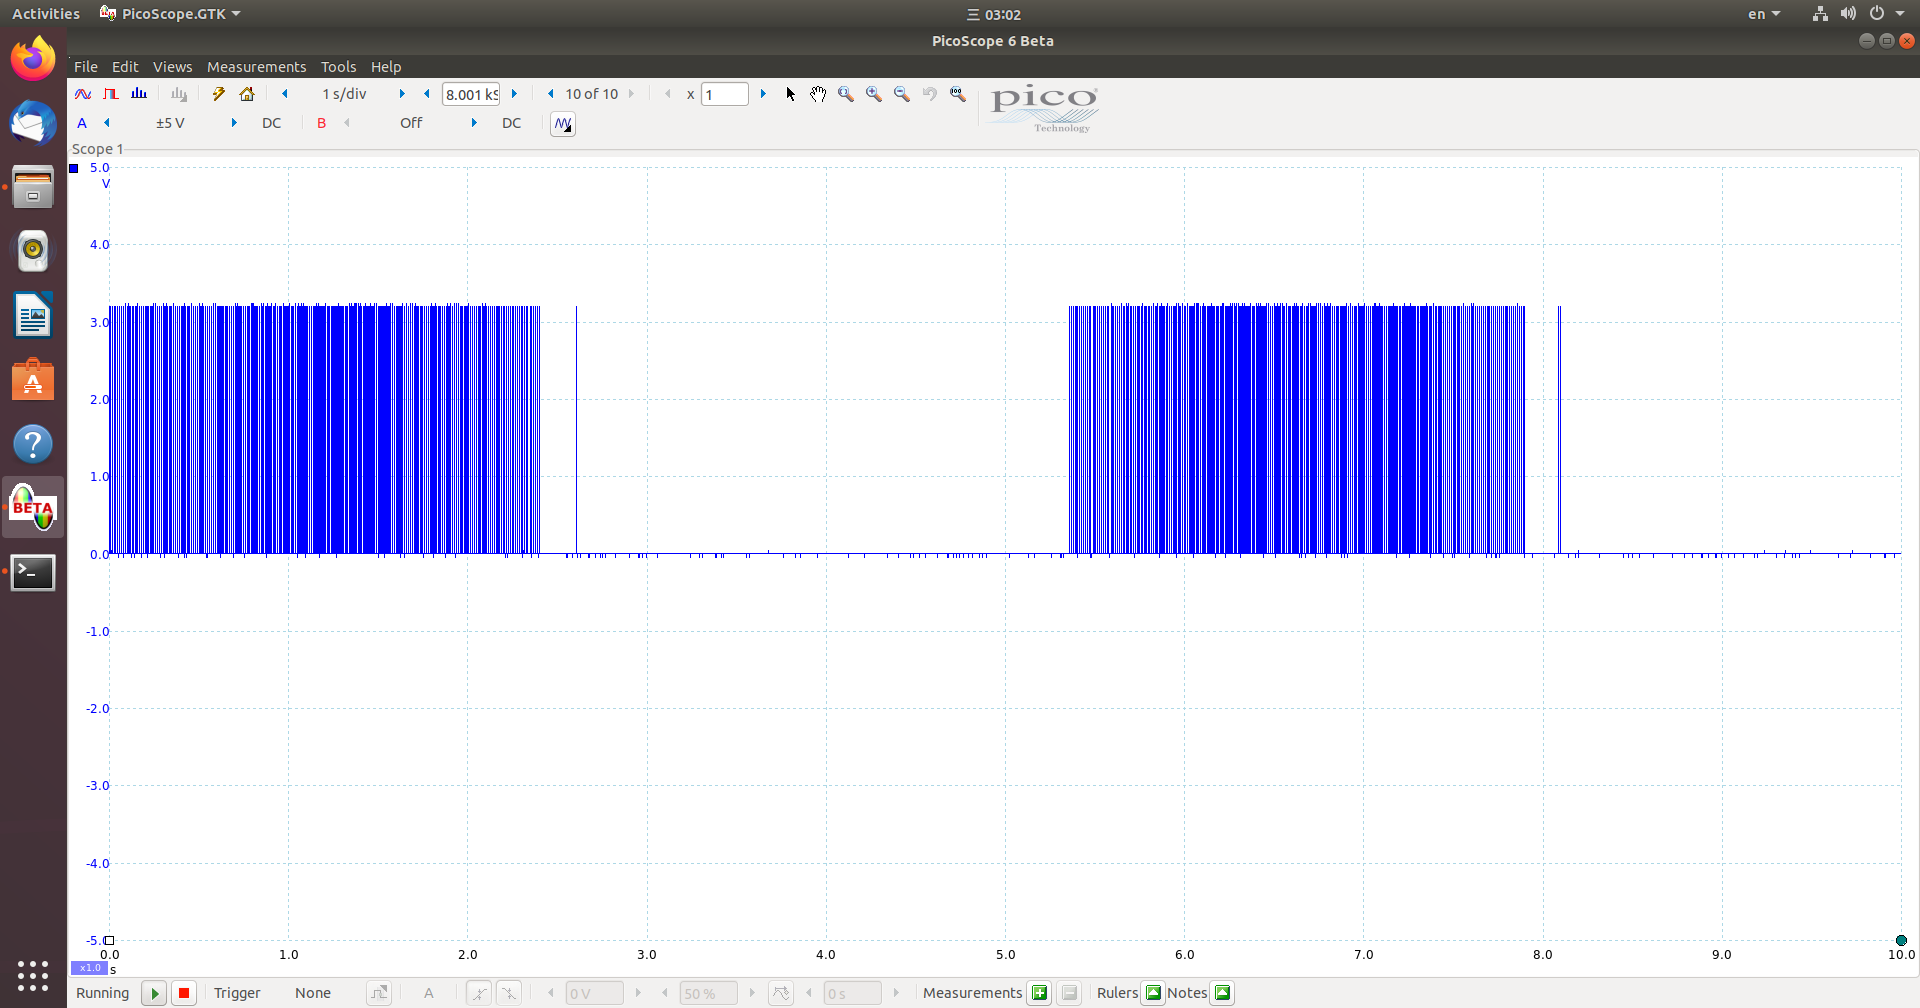 Activities PicoScope.GTK 03:02 en
PicoScope 6 Beta
File Edit Views Measurements Tools Help
1 s/div 8.001 kS 10 of 10 x 1
pico
Technology
A ±5 V DC B Off DC
Scope 1
5.0
V
4.0
3.0
2.0
1.0
0.0
-1.0
-2.0
-3.0
-4.0
-5.0
0.0 1.0 2.0 3.0 4.0 5.0 6.0 7.0 8.0 9.0 10.0
x1.0 s
BETA
Running Trigger None A 0 V 50 % 0 s Measurements Rulers Notes